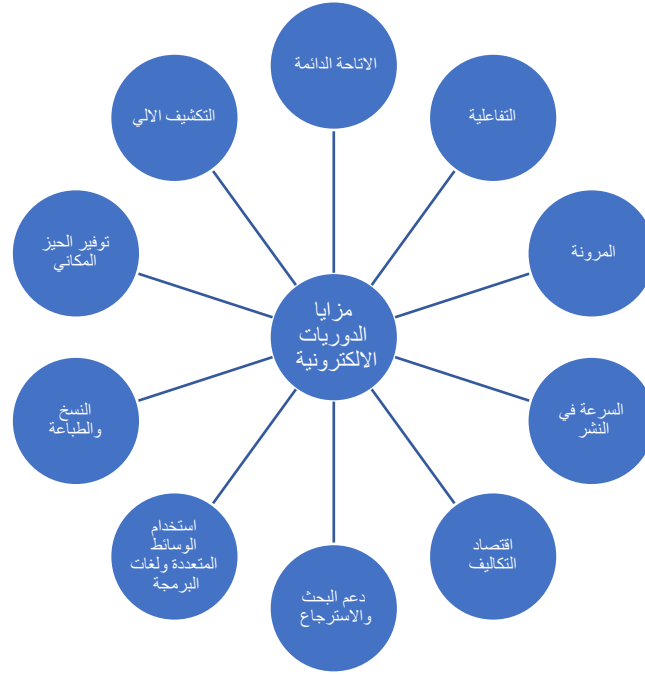 الاتاحة الدائمة
التفاعلية
المرونة
السرعة في
النشر
اقتصاد
التكاليف
دعم البحث
والاسترجاع
استخدام
الوسائط
المتعددة ولغات
البرمجة
النسخ
والطباعة
توفير الحيز
المكاني
التكشيف الالي
مزايا
الدوريات
الالكترونية